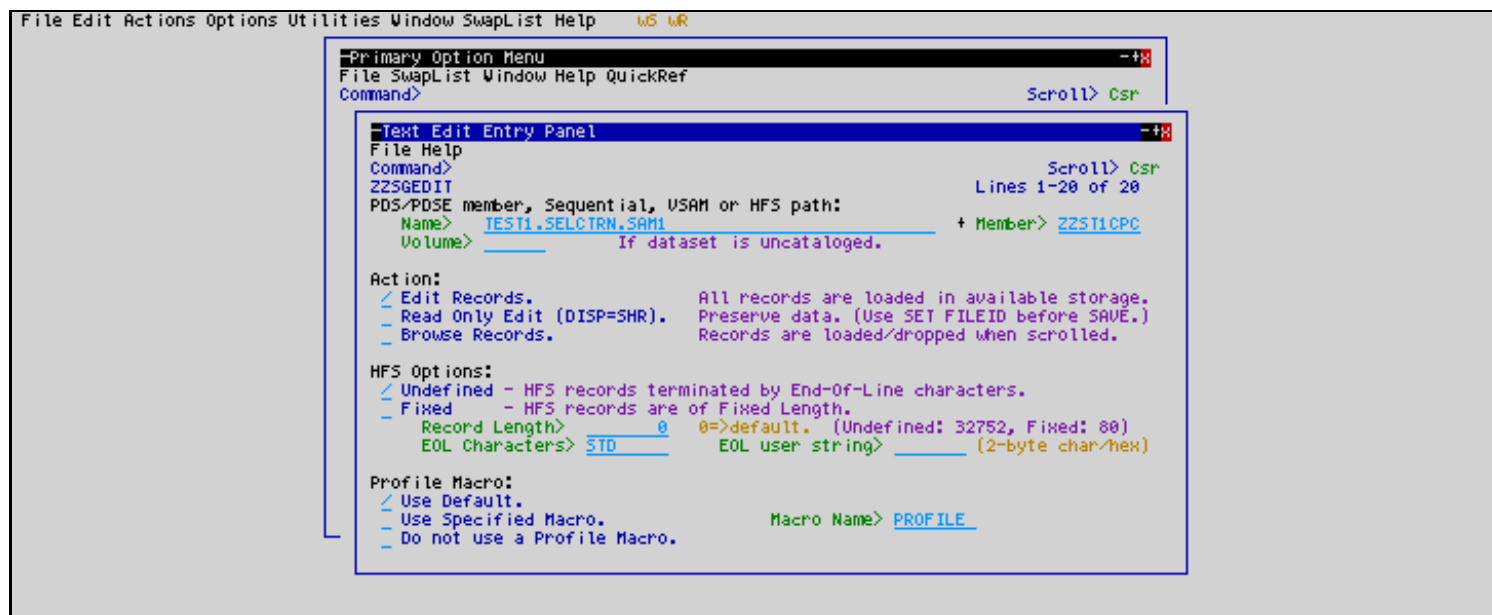 File Edit Actions Options Utilities Window SwapList Help wS wR
-Primary Option Menu -+x
File SwapList Window Help QuickRef
Command> Scroll> Csr
-Text Edit Entry Panel -+x
File Help
Command> Scroll> Csr
ZZSGEDIT Lines 1-20 of 20
PDS/PDSE member, Sequential, VSAM or HFS path:
Name> TEST1.SELCTRN.SAM1 + Member> ZZST1CPC
Volume> If dataset is uncataloged.
Action:
/ Edit Records. All records are loaded in available storage.
_ Read Only Edit (DISP=SHR). Preserve data. (Use SET FILEID before SAVE.)
_ Browse Records. Records are loaded/dropped when scrolled.
HFS Options:
/ Undefined - HFS records terminated by End-Of-Line characters.
_ Fixed - HFS records are of Fixed Length.
Record Length> 0 0=>default. (Undefined: 32752, Fixed: 80)
EOL Characters> STD EOL user string> (2-byte char/hex)
Profile Macro:
/ Use Default.
_ Use Specified Macro. Macro Name> PROFILE
_ Do not use a Profile Macro.